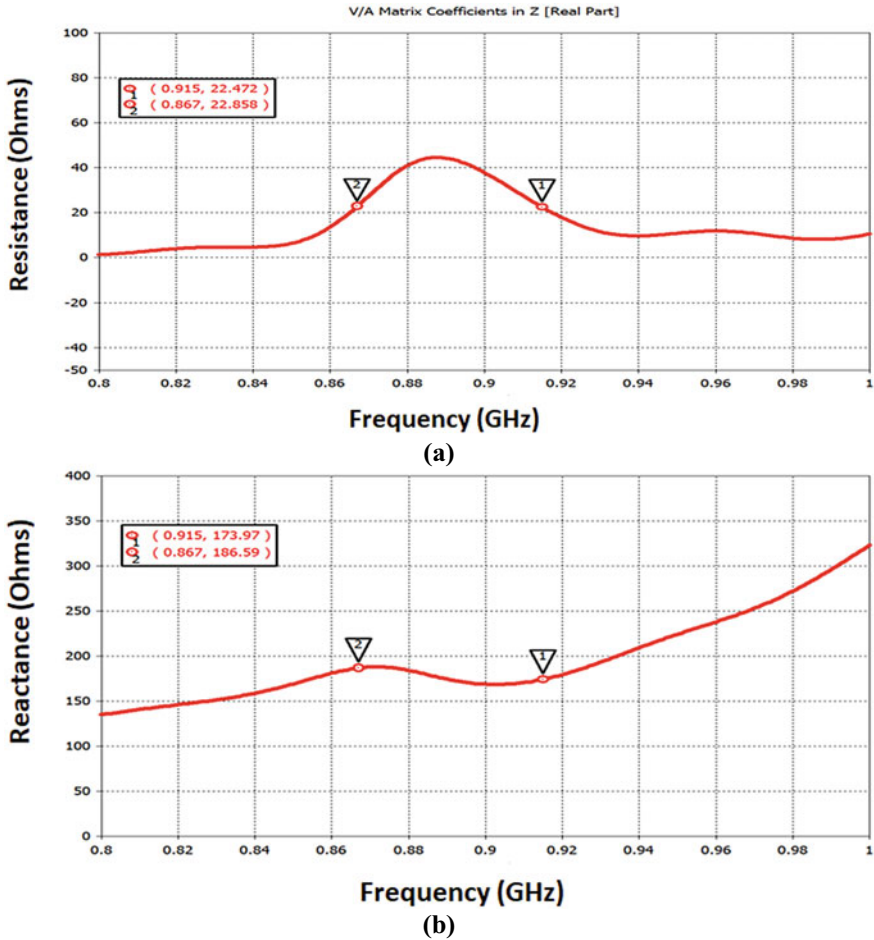 V/A Matrix Coefficients in Z [Real Part]
100
80
60
40
20
0
-20
-40
-50
1 ( 0.915, 22.472 )
2 ( 0.867, 22.858 )
2
1
Resistance (Ohms)
0.8 0.82 0.84 0.86 0.88 0.9 0.92 0.94 0.96 0.98 1
Frequency (GHz)
(a)
400
350
300
250
200
150
100
50
0
1 ( 0.915, 173.97 )
2 ( 0.867, 186.59 )
2
1
Reactance (Ohms)
0.8 0.82 0.84 0.86 0.88 0.9 0.92 0.94 0.96 0.98 1
Frequency (GHz)
(b)